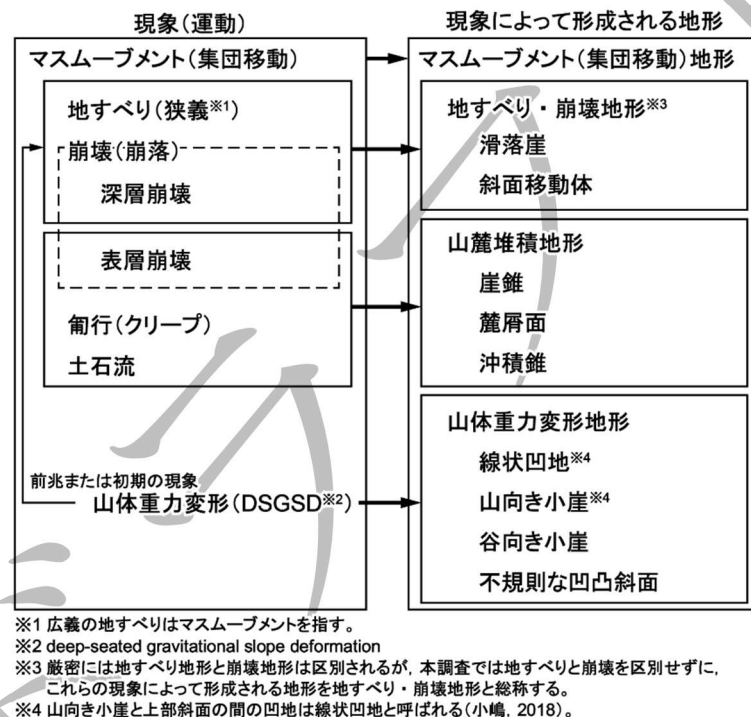 現象(運動)
マスムーブメント(集団移動)
地すべり(狭義※1)
崩壊(崩落)
深層崩壊
表層崩壊
匍行(クリープ)
土石流
前兆または初期の現象
山体重力変形(DSGSD※2)
現象によって形成される地形
マスムーブメント(集団移動)地形
地すべり・崩壊地形※3
滑落崖
斜面移動体
山麓堆積地形
崖錐
麓屑面
沖積錐
山体重力変形地形
線状凹地※4
山向き小崖※4
谷向き小崖
不規則な凹凸斜面
※1 広義の地すべりはマスムーブメントを指す。
※2 deep-seated gravitational slope deformation
※3 厳密には地すべり地形と崩壊地形は区別されるが, 本調査では地すべりと崩壊を区別せずに,
これらの現象によって形成される地形を地すべり・崩壊地形と総称する。
※4 山向き小崖と上部斜面の間の凹地は線状凹地と呼ばれる(小嶋, 2018)。